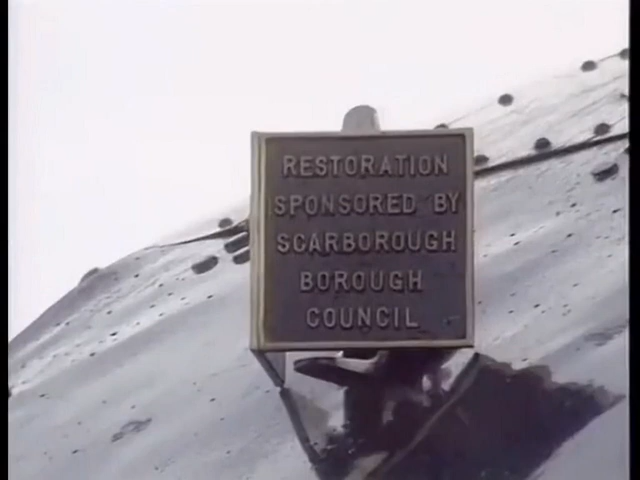 RESTORATION
SPONSORED BY
SCARBOROUGH
BOROUGH
COUNCIL